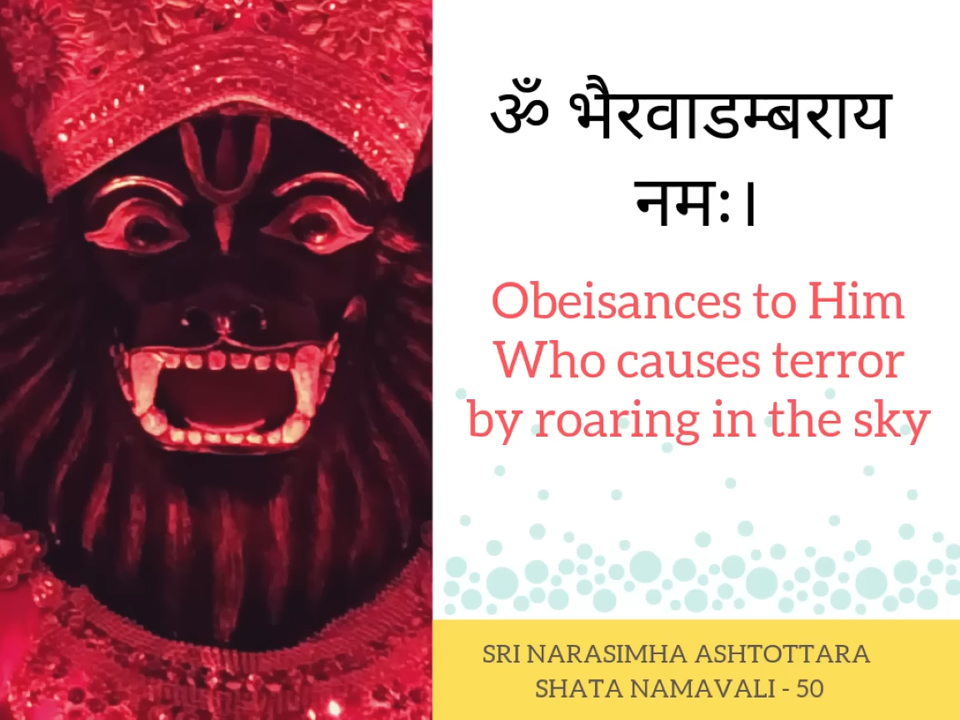 ॐ भैरवाडम्बराय
नमः।
Obeisances to Him
Who causes terror
by roaring in the sky
SRI NARASIMHA ASHTOTTARA
SHATA NAMAVALI - 50